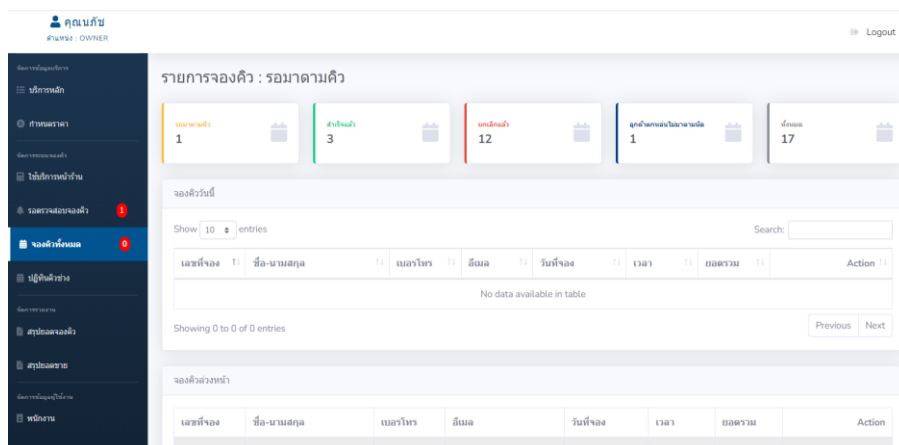 คุณนภัช
ตำแหน่ง : OWNER
Logout
จัดการข้อมูลบริการ
บริการหลัก
กำหนดราคา
จัดการระบบจองคิว
ใช้บริการหน้าร้าน
รอตรวจสอบจองคิว 1
จองคิวทั้งหมด 0
ปฏิทินคิวช่าง
จัดการรายงาน
สรุปยอดจองคิว
สรุปยอดขาย
จัดการข้อมูลผู้ใช้งาน
พนักงาน
รายการจองคิว : รอมาตามคิว
รอมาตามคิว
1
สำเร็จแล้ว
3
ยกเลิกแล้ว
12
ลูกค้าผิดนัดไม่มาตามนัด
1
ทั้งหมด
17
จองคิววันนี้
Show 10 entries
Search:
เลขที่จอง ชื่อ-นามสกุล เบอร์โทร อีเมล วันที่จอง เวลา ยอดรวม Action
No data available in table
Showing 0 to 0 of 0 entries
Previous Next
จองคิวล่วงหน้า
เลขที่จอง ชื่อ-นามสกุล เบอร์โทร อีเมล วันที่จอง เวลา ยอดรวม Action